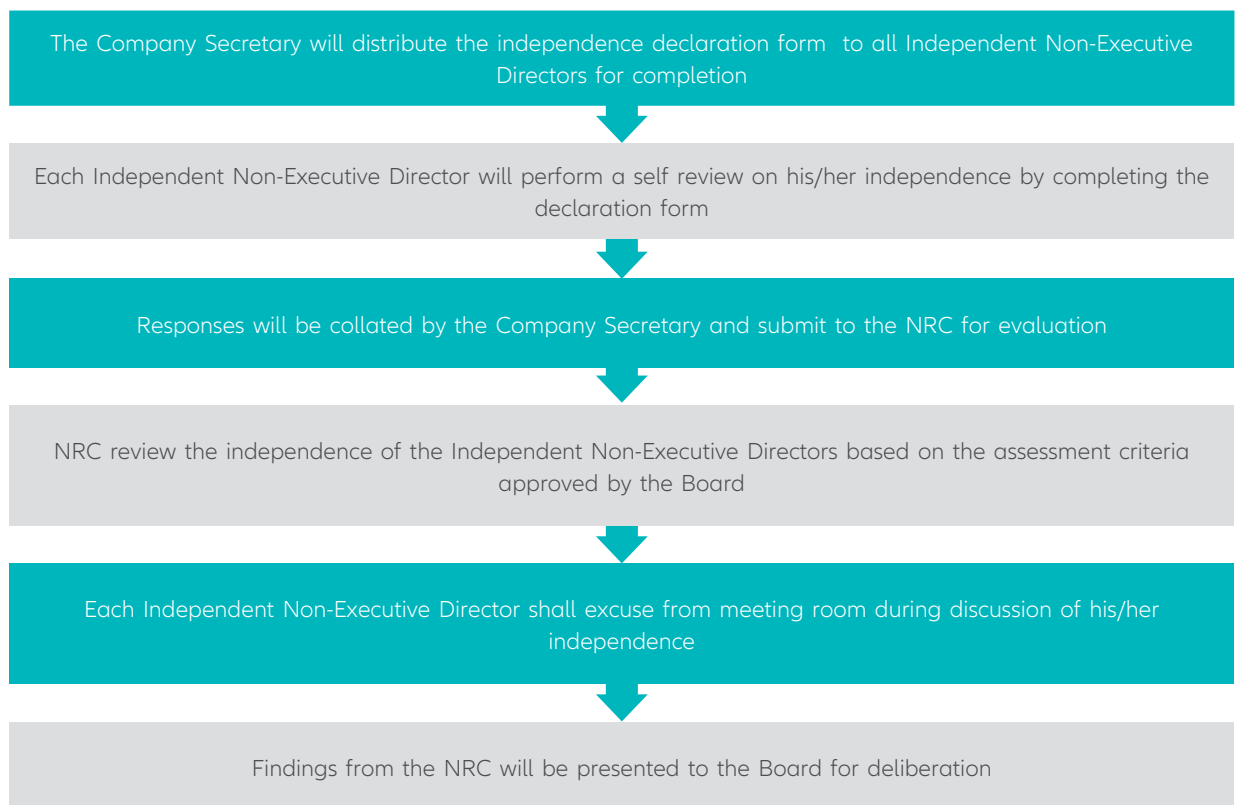 The Company Secretary will distribute the independence declaration form to all Independent Non-Executive
Directors for completion
Each Independent Non-Executive Director will perform a self review on his/her independence by completing the
declaration form
Responses will be collated by the Company Secretary and submit to the NRC for evaluation
NRC review the independence of the Independent Non-Executive Directors based on the assessment criteria
approved by the Board
Each Independent Non-Executive Director shall excuse from meeting room during discussion of his/her
independence
Findings from the NRC will be presented to the Board for deliberation